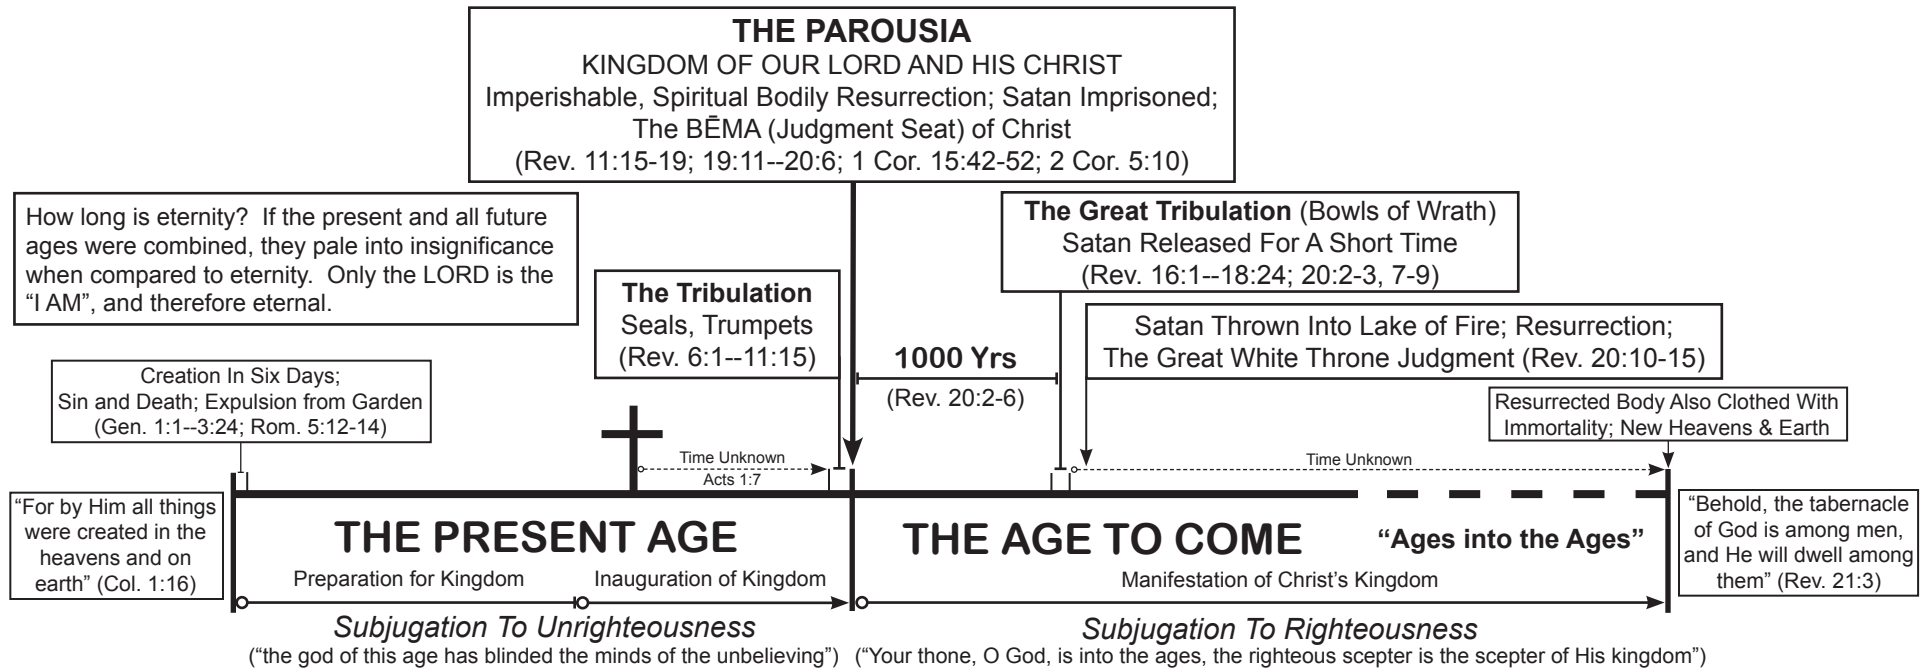 THE PAROUSIA
KINGDOM OF OUR LORD AND HIS CHRIST
Imperishable, Spiritual Bodily Resurrection; Satan Imprisoned;
The BĒMA (Judgment Seat) of Christ
(Rev. 11:15-19; 19:11--20:6; 1 Cor. 15:42-52; 2 Cor. 5:10)
How long is eternity? If the present and all future
ages were combined, they pale into insignificance
when compared to eternity. Only the LORD is the
“I AM”, and therefore eternal.
The Great Tribulation (Bowls of Wrath)
Satan Released For A Short Time
(Rev. 16:1--18:24; 20:2-3, 7-9)
The Tribulation
Seals, Trumpets
(Rev. 6:1--11:15)
Satan Thrown Into Lake of Fire; Resurrection;
The Great White Throne Judgment (Rev. 20:10-15)
1000 Yrs
(Rev. 20:2-6)
Creation In Six Days;
Sin and Death; Expulsion from Garden
(Gen. 1:1--3:24; Rom. 5:12-14)
Resurrected Body Also Clothed With
Immortality; New Heavens & Earth
Time Unknown
Acts 1:7
Time Unknown
“For by Him all things
were created in the
heavens and on
earth” (Col. 1:16)
THE PRESENT AGE
THE AGE TO COME
“Ages into the Ages”
“Behold, the tabernacle
of God is among men,
and He will dwell among
them” (Rev. 21:3)
Preparation for Kingdom
Inauguration of Kingdom
Manifestation of Christ’s Kingdom
Subjugation To Unrighteousness
(“the god of this age has blinded the minds of the unbelieving”)
Subjugation To Righteousness
(“Your thone, O God, is into the ages, the righteous scepter is the scepter of His kingdom”)